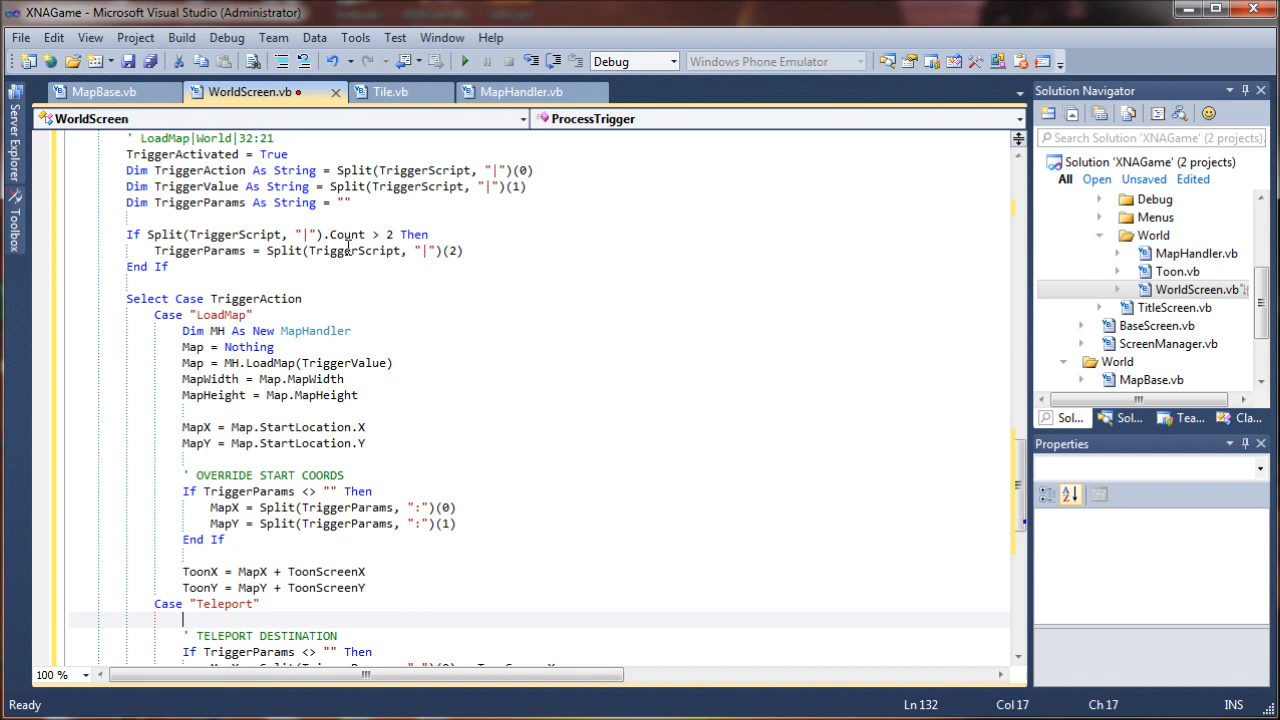 XNAGame - Microsoft Visual Studio (Administrator)
File Edit View Project Build Debug Team Data Tools Test Window Help
Debug Windows Phone Emulator
MapBase.vb WorldScreen.vb Tile.vb MapHandler.vb
WorldScreen ProcessTrigger
' LoadMap|World|32:21
TriggerActivated = True
Dim TriggerAction As String = Split(TriggerScript, "|")(0)
Dim TriggerValue As String = Split(TriggerScript, "|")(1)
Dim TriggerParams As String = ""
If Split(TriggerScript, "|").Count > 2 Then
TriggerParams = Split(TriggerScript, "|")(2)
End If
Select Case TriggerAction
Case "LoadMap"
Dim MH As New MapHandler
Map = Nothing
Map = MH.LoadMap(TriggerValue)
MapWidth = Map.MapWidth
MapHeight = Map.MapHeight
MapX = Map.StartLocation.X
MapY = Map.StartLocation.Y
' OVERRIDE START COORDS
If TriggerParams <> "" Then
MapX = Split(TriggerParams, ":")(0)
MapY = Split(TriggerParams, ":")(1)
End If
ToonX = MapX + ToonScreenX
ToonY = MapY + ToonScreenY
Case "Teleport"
' TELEPORT DESTINATION
If TriggerParams <> "" Then
100 %
Server Explorer
Toolbox
Solution Navigator
Search Solution 'XNAGame' (2 projects)
Solution 'XNAGame' (2 projects)
All Open Unsaved Edited
Debug
Menus
World
MapHandler.vb
Toon.vb
WorldScreen.vb
TitleScreen.vb
BaseScreen.vb
ScreenManager.vb
World
MapBase.vb
Sol... Sol... Tea... Cla...
Properties
Ready Ln 132 Col 17 Ch 17 INS